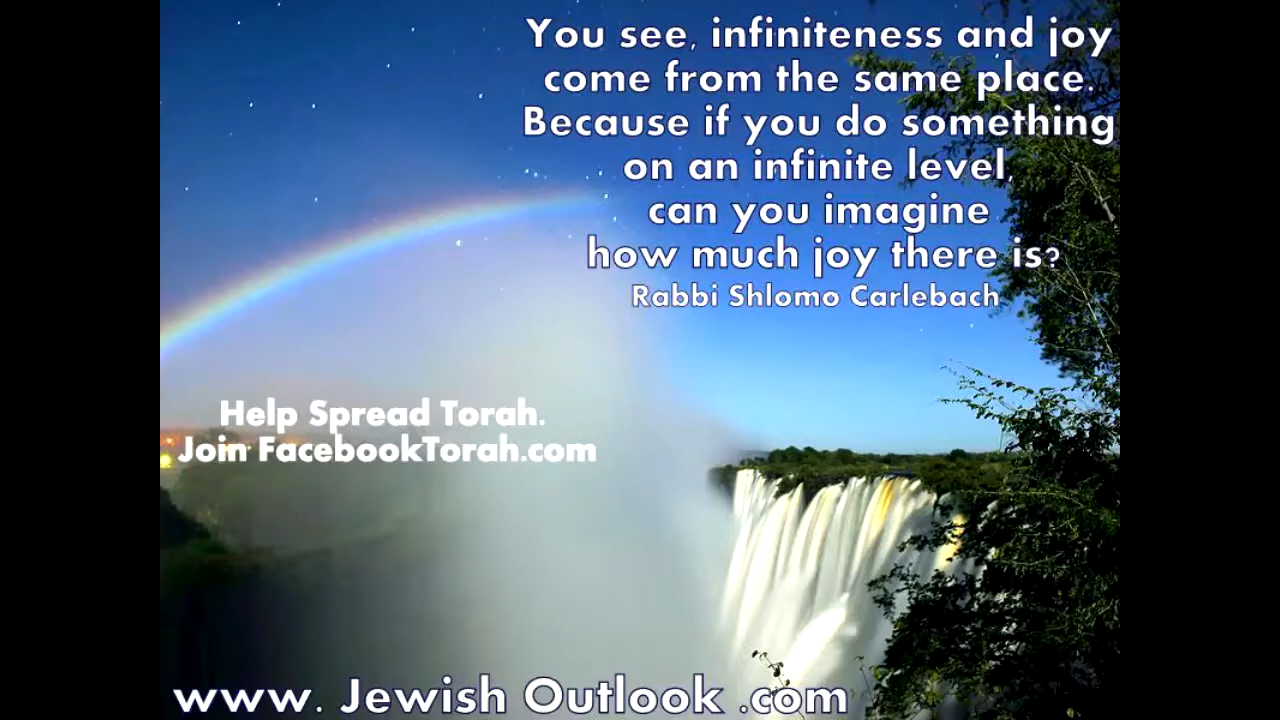 You see, infiniteness and joy
come from the same place.
Because if you do something
on an infinite level,
can you imagine
how much joy there is?
Rabbi Shlomo Carlebach
Help Spread Torah.
Join FacebookTorah.com
www. Jewish Outlook .com